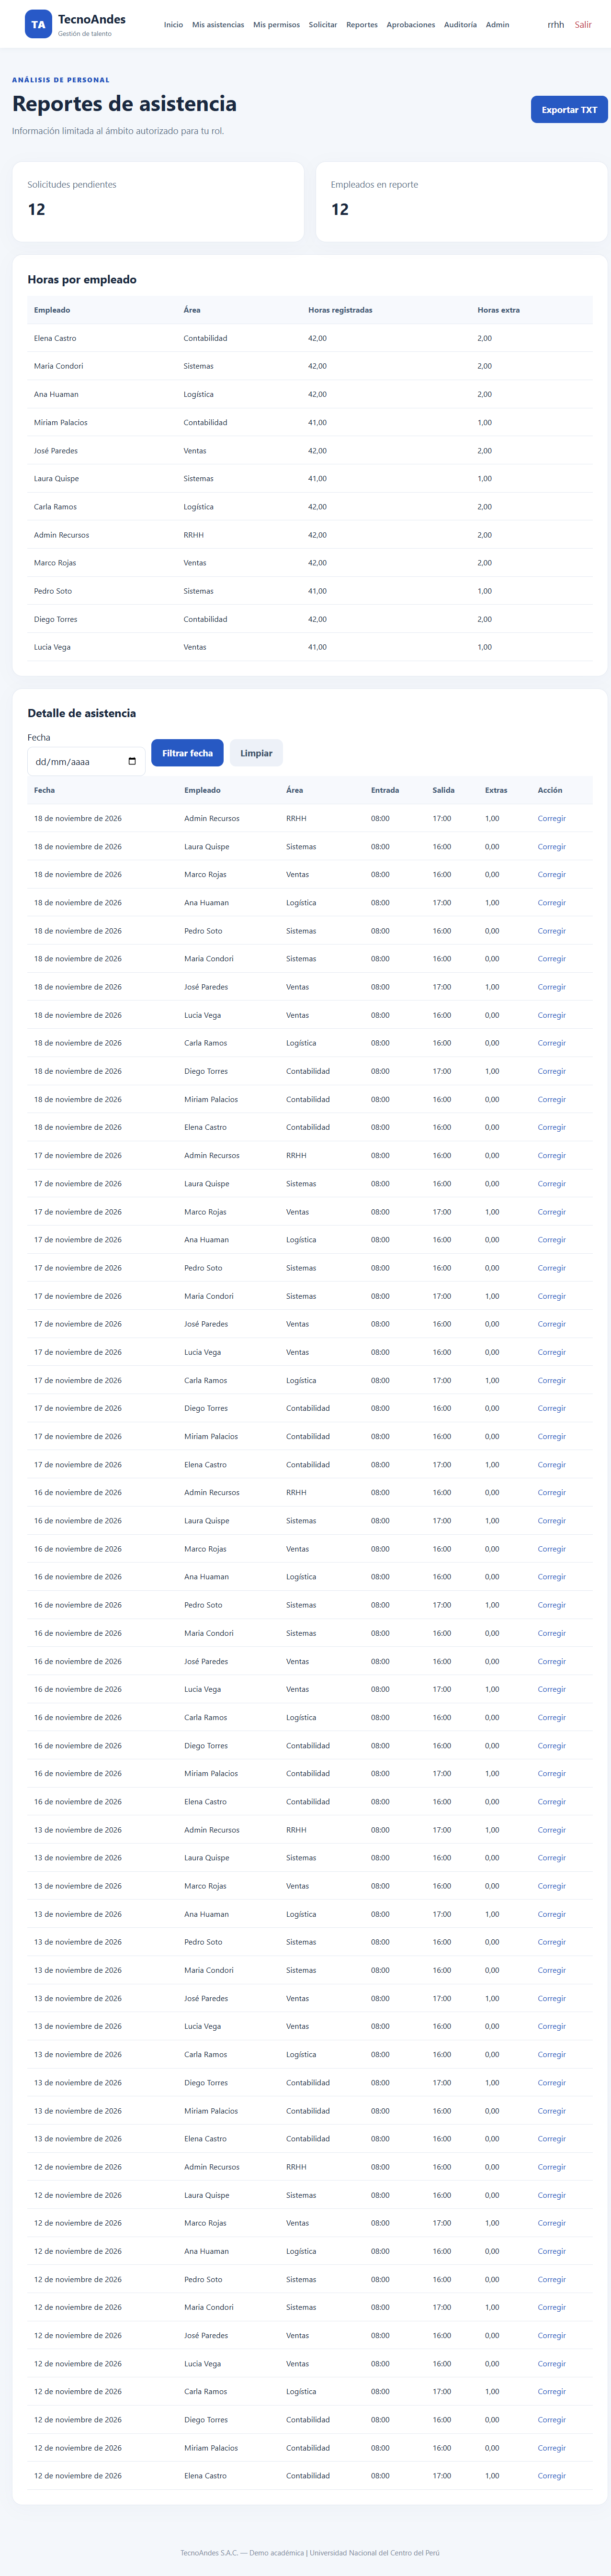 TA
TecnoAndes
Gestión de talento
Inicio Mis asistencias Mis permisos Solicitar Reportes Aprobaciones Auditoría Admin
rrhh Salir
ANÁLISIS DE PERSONAL
Reportes de asistencia
Exportar TXT
Información limitada al ámbito autorizado para tu rol.
Solicitudes pendientes
12
Empleados en reporte
12
Horas por empleado
Empleado Área Horas registradas Horas extra
Elena Castro Contabilidad 42,00 2,00
Maria Condori Sistemas 42,00 2,00
Ana Huaman Logística 42,00 2,00
Miriam Palacios Contabilidad 41,00 1,00
José Paredes Ventas 42,00 2,00
Laura Quispe Sistemas 41,00 1,00
Carla Ramos Logística 42,00 2,00
Admin Recursos RRHH 42,00 2,00
Marco Rojas Ventas 42,00 2,00
Pedro Soto Sistemas 41,00 1,00
Diego Torres Contabilidad 42,00 2,00
Lucia Vega Ventas 41,00 1,00
Detalle de asistencia
Fecha
dd/mm/aaaa Filtrar fecha Limpiar
Fecha Empleado Área Entrada Salida Extras Acción
18 de noviembre de 2026 Admin Recursos RRHH 08:00 17:00 1,00 Corregir
18 de noviembre de 2026 Laura Quispe Sistemas 08:00 16:00 0,00 Corregir
18 de noviembre de 2026 Marco Rojas Ventas 08:00 16:00 0,00 Corregir
18 de noviembre de 2026 Ana Huaman Logística 08:00 17:00 1,00 Corregir
18 de noviembre de 2026 Pedro Soto Sistemas 08:00 16:00 0,00 Corregir
18 de noviembre de 2026 Maria Condori Sistemas 08:00 16:00 0,00 Corregir
18 de noviembre de 2026 José Paredes Ventas 08:00 17:00 1,00 Corregir
18 de noviembre de 2026 Lucia Vega Ventas 08:00 16:00 0,00 Corregir
18 de noviembre de 2026 Carla Ramos Logística 08:00 16:00 0,00 Corregir
18 de noviembre de 2026 Diego Torres Contabilidad 08:00 17:00 1,00 Corregir
18 de noviembre de 2026 Miriam Palacios Contabilidad 08:00 16:00 0,00 Corregir
18 de noviembre de 2026 Elena Castro Contabilidad 08:00 16:00 0,00 Corregir
17 de noviembre de 2026 Admin Recursos RRHH 08:00 16:00 0,00 Corregir
17 de noviembre de 2026 Laura Quispe Sistemas 08:00 16:00 0,00 Corregir
17 de noviembre de 2026 Marco Rojas Ventas 08:00 17:00 1,00 Corregir
17 de noviembre de 2026 Ana Huaman Logística 08:00 16:00 0,00 Corregir
17 de noviembre de 2026 Pedro Soto Sistemas 08:00 16:00 0,00 Corregir
17 de noviembre de 2026 Maria Condori Sistemas 08:00 17:00 1,00 Corregir
17 de noviembre de 2026 José Paredes Ventas 08:00 16:00 0,00 Corregir
17 de noviembre de 2026 Lucia Vega Ventas 08:00 16:00 0,00 Corregir
17 de noviembre de 2026 Carla Ramos Logística 08:00 17:00 1,00 Corregir
17 de noviembre de 2026 Diego Torres Contabilidad 08:00 16:00 0,00 Corregir
17 de noviembre de 2026 Miriam Palacios Contabilidad 08:00 16:00 0,00 Corregir
17 de noviembre de 2026 Elena Castro Contabilidad 08:00 17:00 1,00 Corregir
16 de noviembre de 2026 Admin Recursos RRHH 08:00 16:00 0,00 Corregir
16 de noviembre de 2026 Laura Quispe Sistemas 08:00 17:00 1,00 Corregir
16 de noviembre de 2026 Marco Rojas Ventas 08:00 16:00 0,00 Corregir
16 de noviembre de 2026 Ana Huaman Logística 08:00 16:00 0,00 Corregir
16 de noviembre de 2026 Pedro Soto Sistemas 08:00 17:00 1,00 Corregir
16 de noviembre de 2026 Maria Condori Sistemas 08:00 16:00 0,00 Corregir
16 de noviembre de 2026 José Paredes Ventas 08:00 16:00 0,00 Corregir
16 de noviembre de 2026 Lucia Vega Ventas 08:00 17:00 1,00 Corregir
16 de noviembre de 2026 Carla Ramos Logística 08:00 16:00 0,00 Corregir
16 de noviembre de 2026 Diego Torres Contabilidad 08:00 16:00 0,00 Corregir
16 de noviembre de 2026 Miriam Palacios Contabilidad 08:00 17:00 1,00 Corregir
16 de noviembre de 2026 Elena Castro Contabilidad 08:00 16:00 0,00 Corregir
13 de noviembre de 2026 Admin Recursos RRHH 08:00 17:00 1,00 Corregir
13 de noviembre de 2026 Laura Quispe Sistemas 08:00 16:00 0,00 Corregir
13 de noviembre de 2026 Marco Rojas Ventas 08:00 16:00 0,00 Corregir
13 de noviembre de 2026 Ana Huaman Logística 08:00 17:00 1,00 Corregir
13 de noviembre de 2026 Pedro Soto Sistemas 08:00 16:00 0,00 Corregir
13 de noviembre de 2026 Maria Condori Sistemas 08:00 16:00 0,00 Corregir
13 de noviembre de 2026 José Paredes Ventas 08:00 17:00 1,00 Corregir
13 de noviembre de 2026 Lucia Vega Ventas 08:00 16:00 0,00 Corregir
13 de noviembre de 2026 Carla Ramos Logística 08:00 16:00 0,00 Corregir
13 de noviembre de 2026 Diego Torres Contabilidad 08:00 17:00 1,00 Corregir
13 de noviembre de 2026 Miriam Palacios Contabilidad 08:00 16:00 0,00 Corregir
13 de noviembre de 2026 Elena Castro Contabilidad 08:00 16:00 0,00 Corregir
12 de noviembre de 2026 Admin Recursos RRHH 08:00 16:00 0,00 Corregir
12 de noviembre de 2026 Laura Quispe Sistemas 08:00 16:00 0,00 Corregir
12 de noviembre de 2026 Marco Rojas Ventas 08:00 17:00 1,00 Corregir
12 de noviembre de 2026 Ana Huaman Logística 08:00 16:00 0,00 Corregir
12 de noviembre de 2026 Pedro Soto Sistemas 08:00 16:00 0,00 Corregir
12 de noviembre de 2026 Maria Condori Sistemas 08:00 17:00 1,00 Corregir
12 de noviembre de 2026 José Paredes Ventas 08:00 16:00 0,00 Corregir
12 de noviembre de 2026 Lucia Vega Ventas 08:00 16:00 0,00 Corregir
12 de noviembre de 2026 Carla Ramos Logística 08:00 17:00 1,00 Corregir
12 de noviembre de 2026 Diego Torres Contabilidad 08:00 16:00 0,00 Corregir
12 de noviembre de 2026 Miriam Palacios Contabilidad 08:00 16:00 0,00 Corregir
12 de noviembre de 2026 Elena Castro Contabilidad 08:00 17:00 1,00 Corregir
TecnoAndes S.A.C. — Demo académica | Universidad Nacional del Centro del Perú